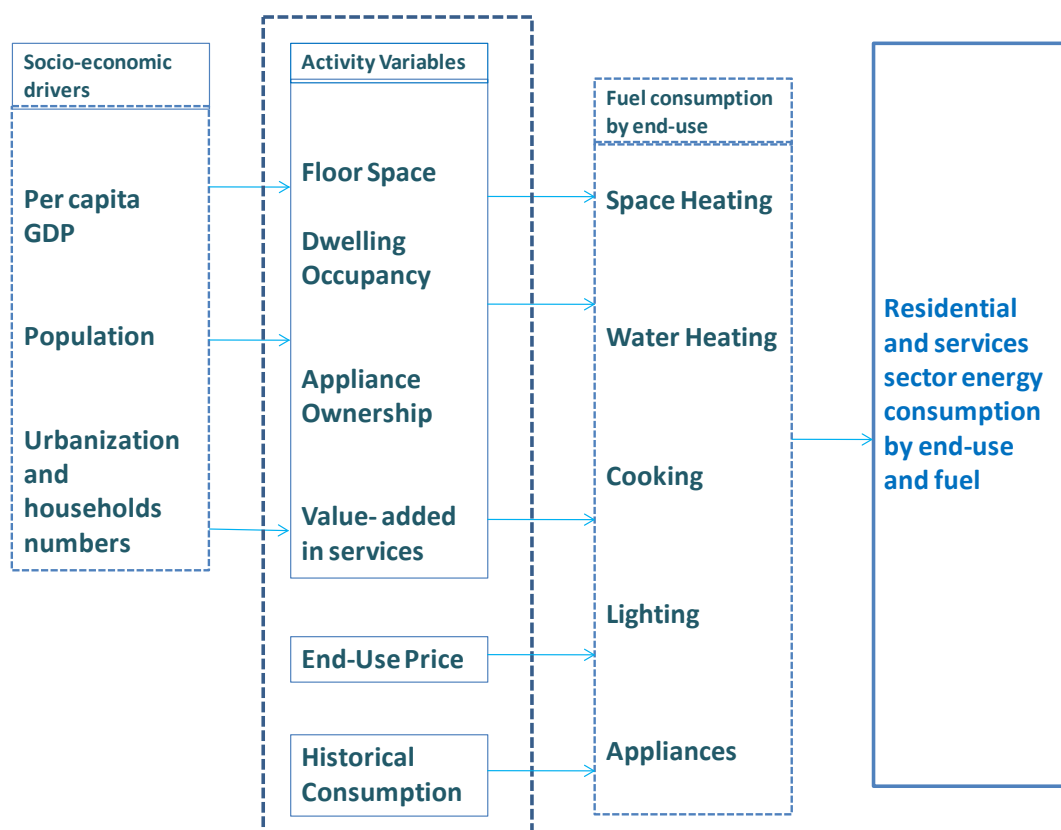 Socio-economic
drivers
Per capita
GDP
Population
Urbanization
and
households
numbers
Activity Variables
Floor Space
Dwelling
Occupancy
Appliance
Ownership
Value- added
in services
End-Use Price
Historical
Consumption
Fuel consumption
by end-use
Space Heating
Water Heating
Cooking
Lighting
Appliances
Residential
and services
sector energy
consumption
by end-use
and fuel